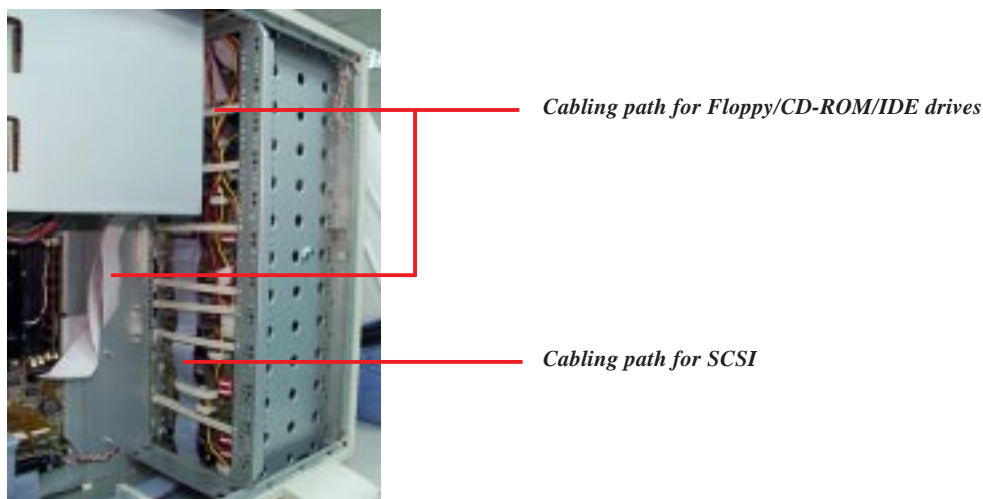 Cabling path for Floppy/CD-ROM/IDE drives
Cabling path for SCSI